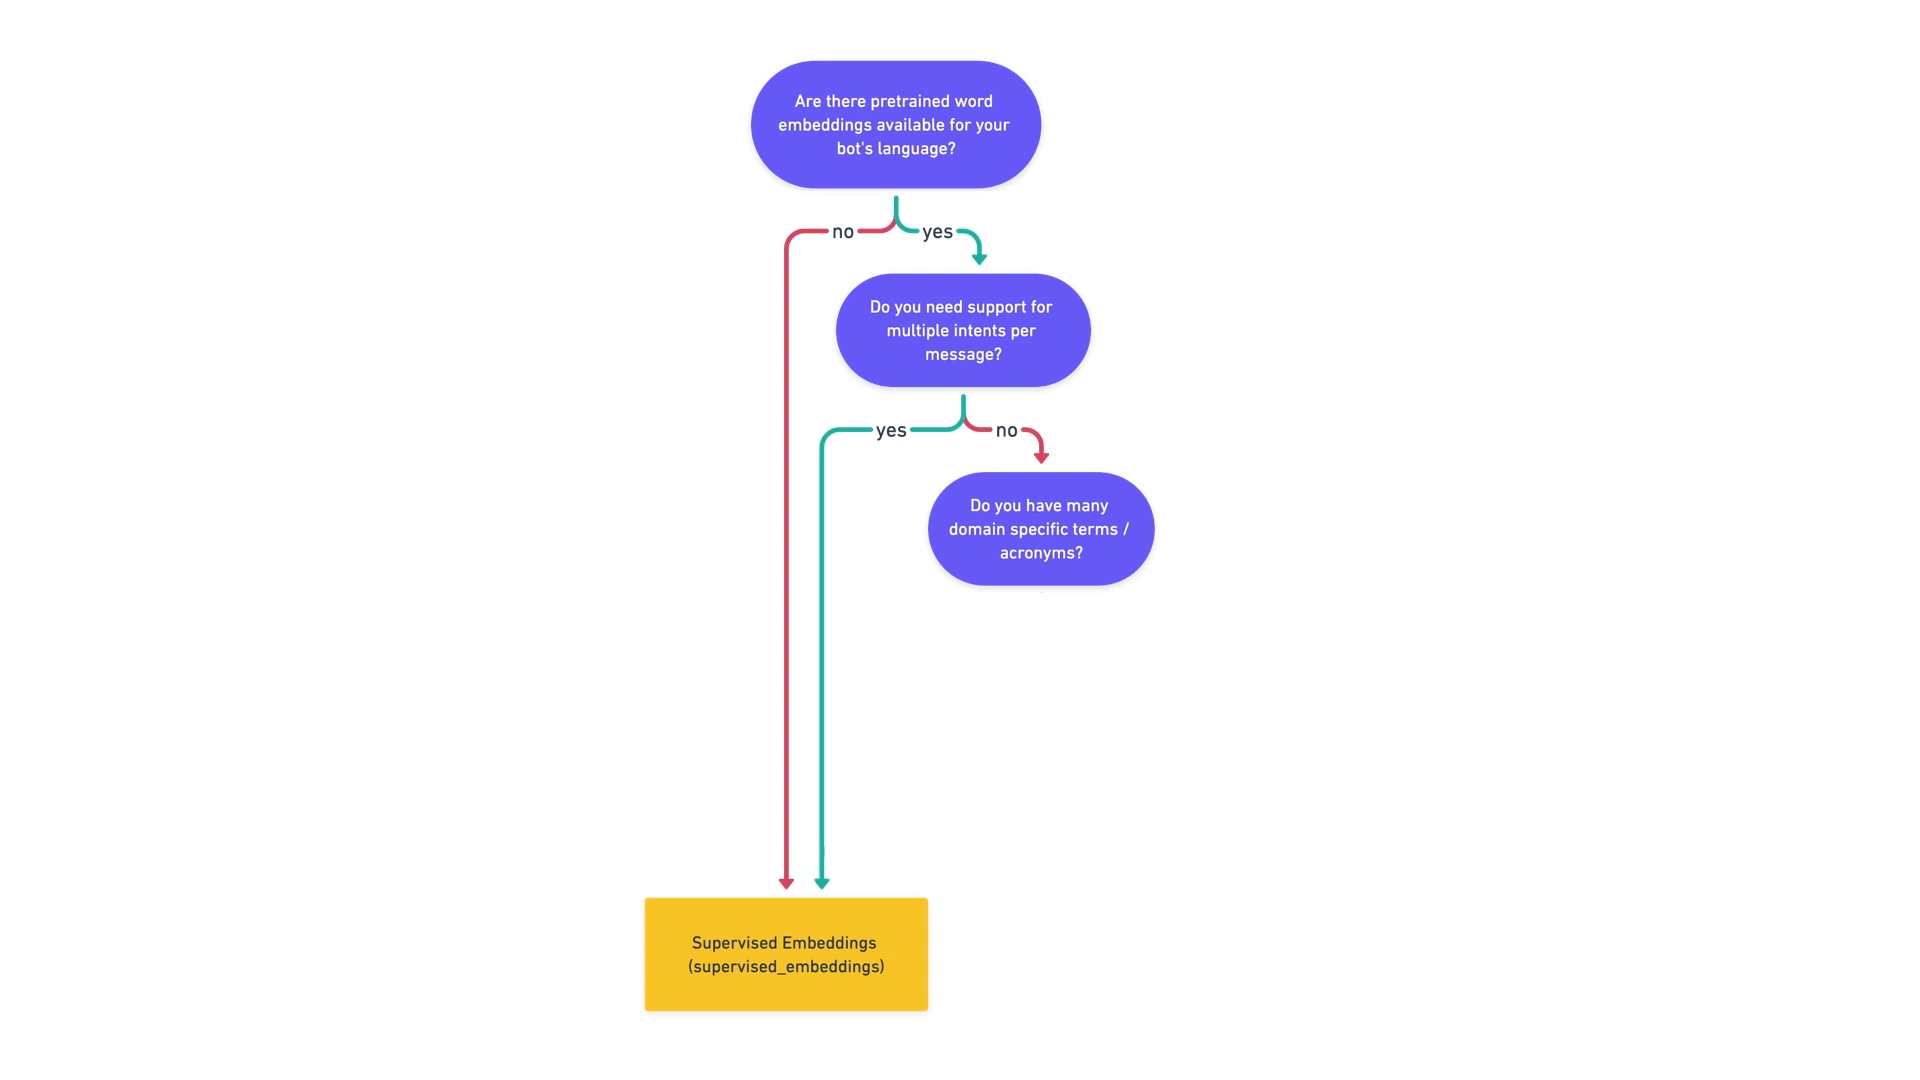 Are there pretrained word
embeddings available for your
bot's language?
no
yes
Do you need support for
multiple intents per
message?
yes
no
Do you have many
domain specific terms /
acronyms?
Supervised Embeddings
(supervised_embeddings)